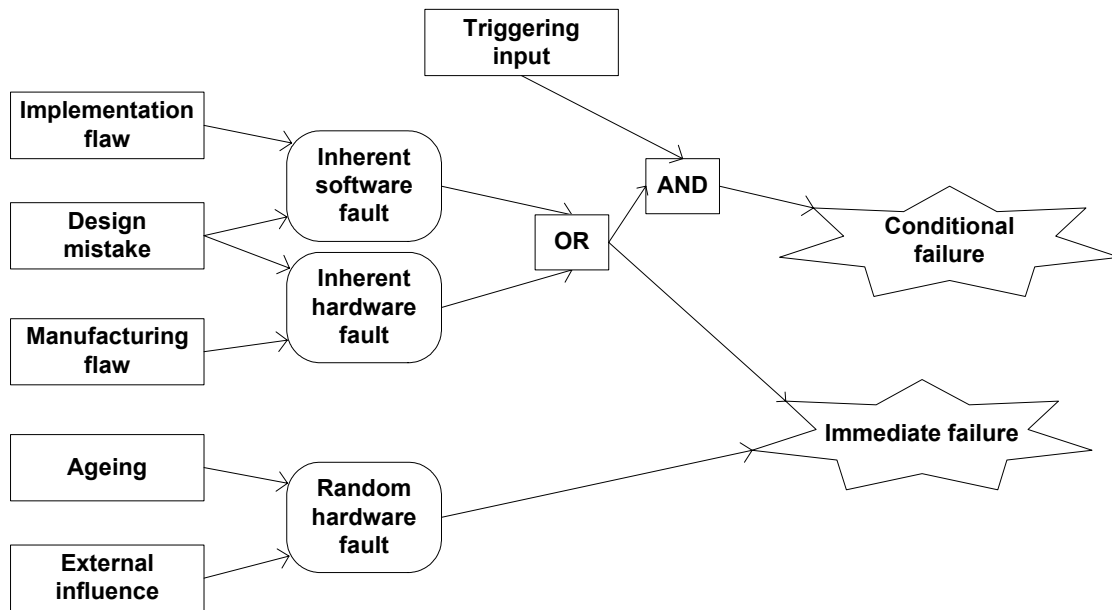 Triggering
input
Implementation
flaw
Inherent
software
fault
AND
Design
mistake
OR
Conditional
failure
Inherent
hardware
fault
Manufacturing
flaw
Immediate failure
Ageing
Random
hardware
fault
External
influence